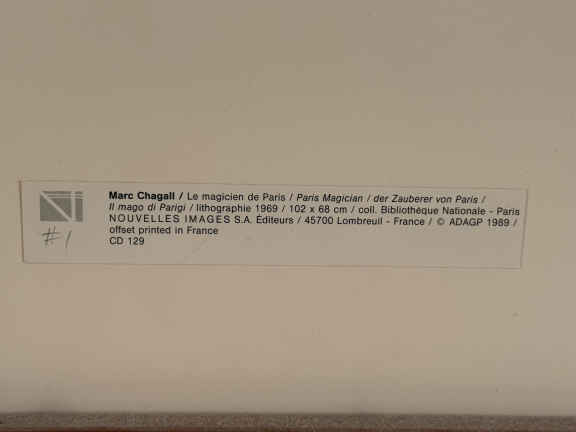 Marc Chagall / Le magicien de Paris / Paris Magician / der Zauberer von Paris /
Il mago di Parigi / lithographie 1969 / 102 x 68 cm / coll. Bibliothèque Nationale - Paris
NOUVELLES IMAGES S.A. Éditeurs / 45700 Lombreuil - France / © ADAGP 1989 /
offset printed in France
CD 129
#1